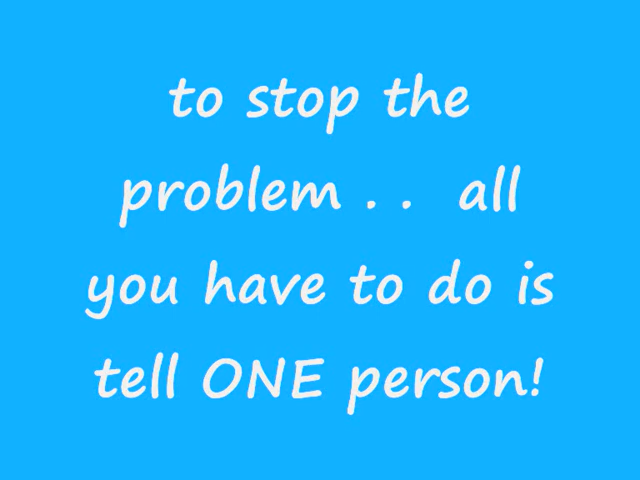 to stop the
problem . .  all
you have to do is
tell ONE person!